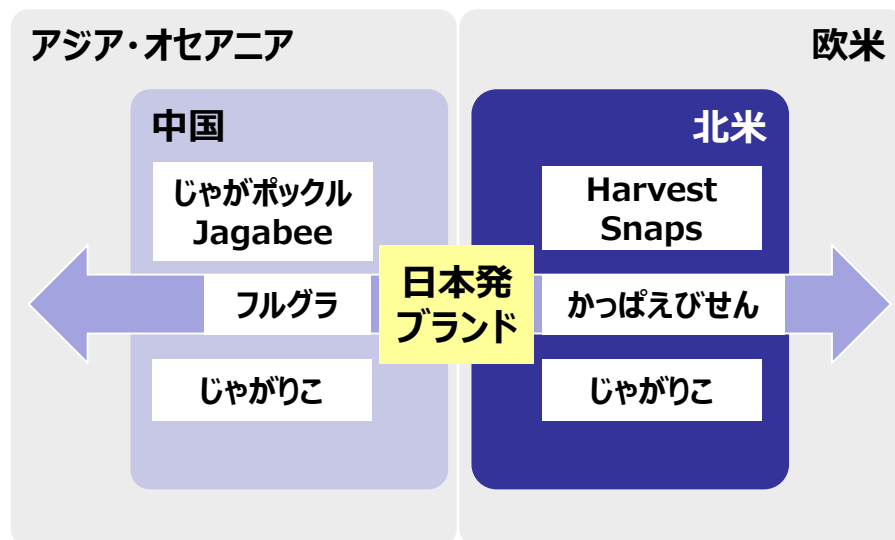 アジア・オセアニア
欧米
中国
じゃがポックル
Jagabee
フルグラ
じゃがりこ
日本発
ブランド
北米
Harvest
Snaps
かっぱえびせん
じゃがりこ